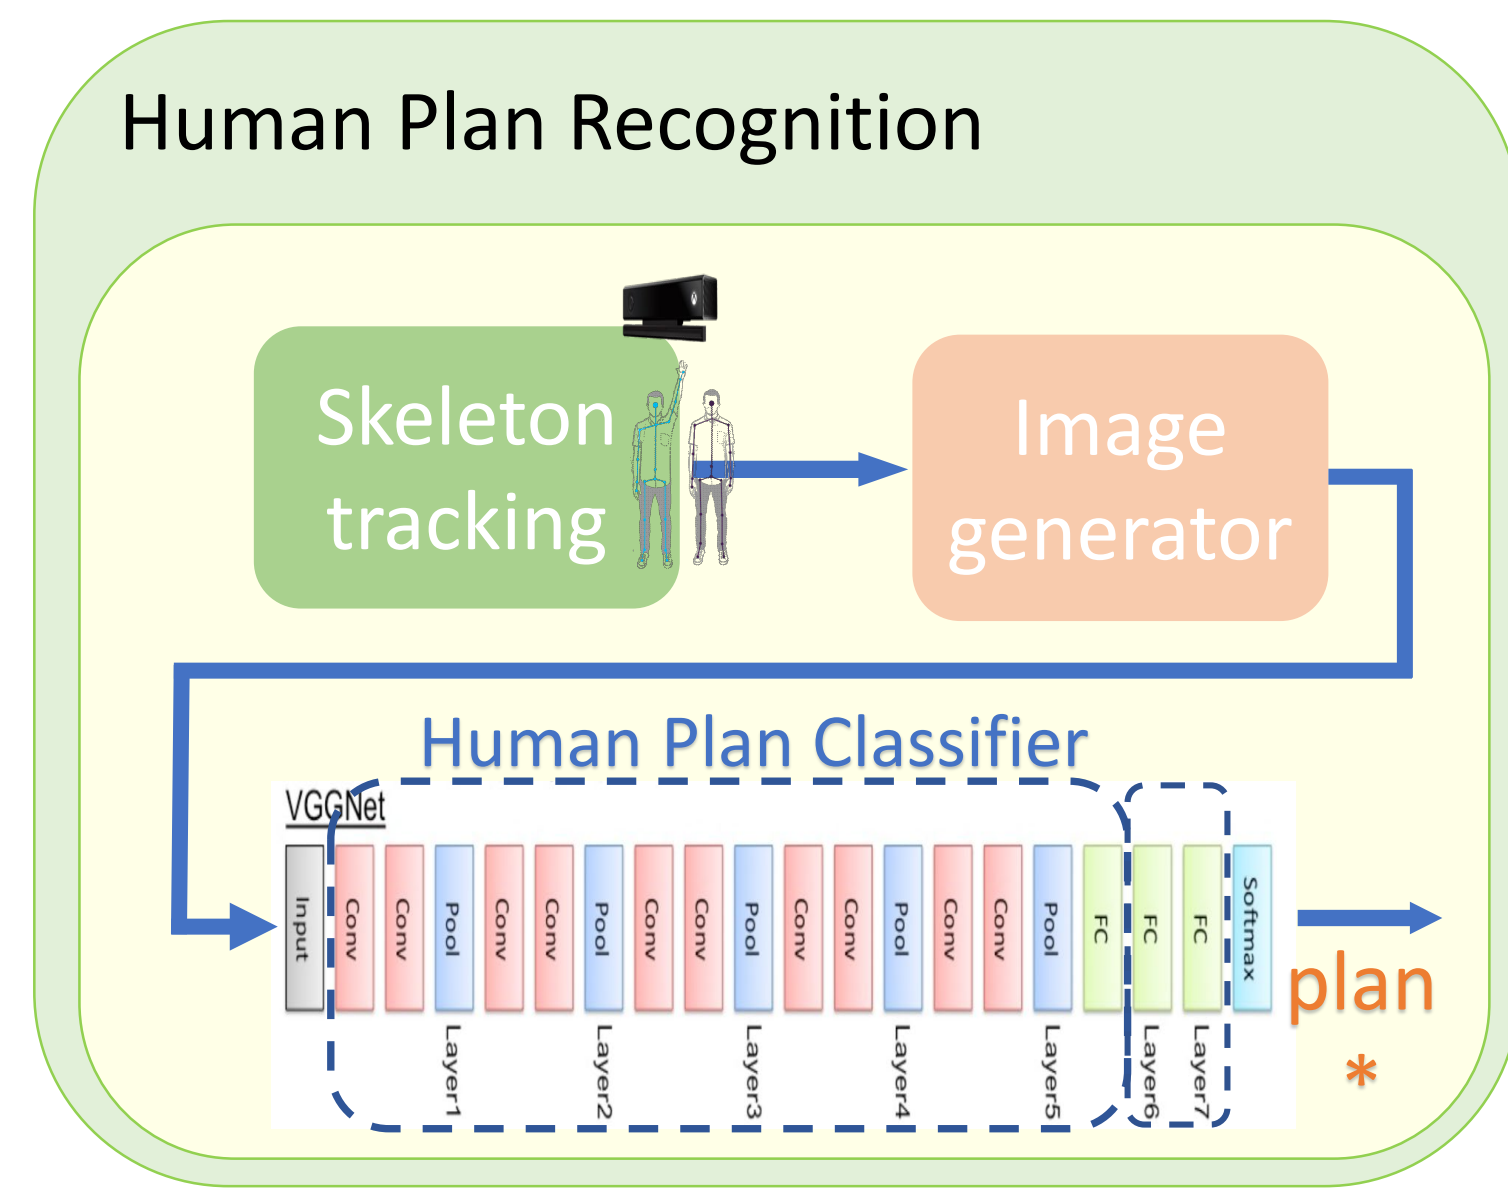 Human Plan Recognition
Skeleton
tracking
Image
generator
Human Plan Classifier
VGGNet
Input
Conv
Conv
Pool
Conv
Conv
Pool
Conv
Conv
Pool
Conv
Conv
Pool
Conv
Conv
Pool
FC
FC
FC
Softmax
Layer1
Layer2
Layer3
Layer4
Layer5
Layer6
Layer7
plan
*